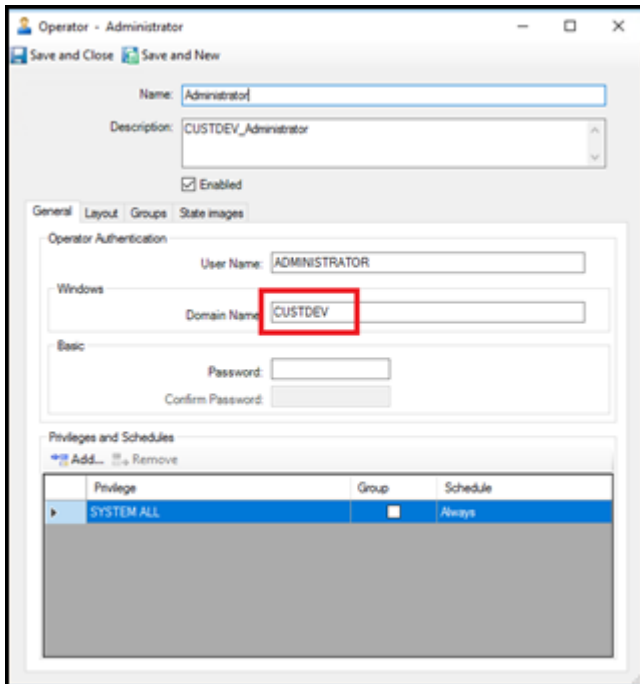 Operator - Administrator
Save and Close Save and New
Name: Administrator
Description: CUSTDEV_Administrator
Enabled
General Layout Groups State images
Operator Authentication
User Name: ADMINISTRATOR
Windows
Domain Name: CUSTDEV
Basic
Password:
Confirm Password:
Privileges and Schedules
Add... Remove
Privilege Group Schedule
SYSTEM ALL Always